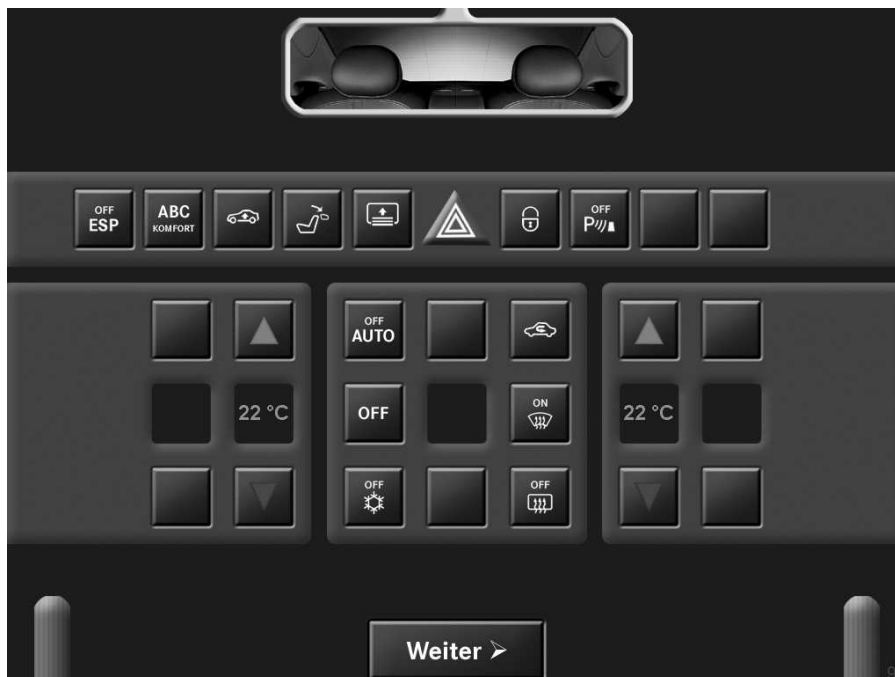 OFF
ESP
ABC
KOMFORT
OFF
P
OFF
AUTO
22 °C
OFF
ON
22 °C
OFF
OFF
Weiter